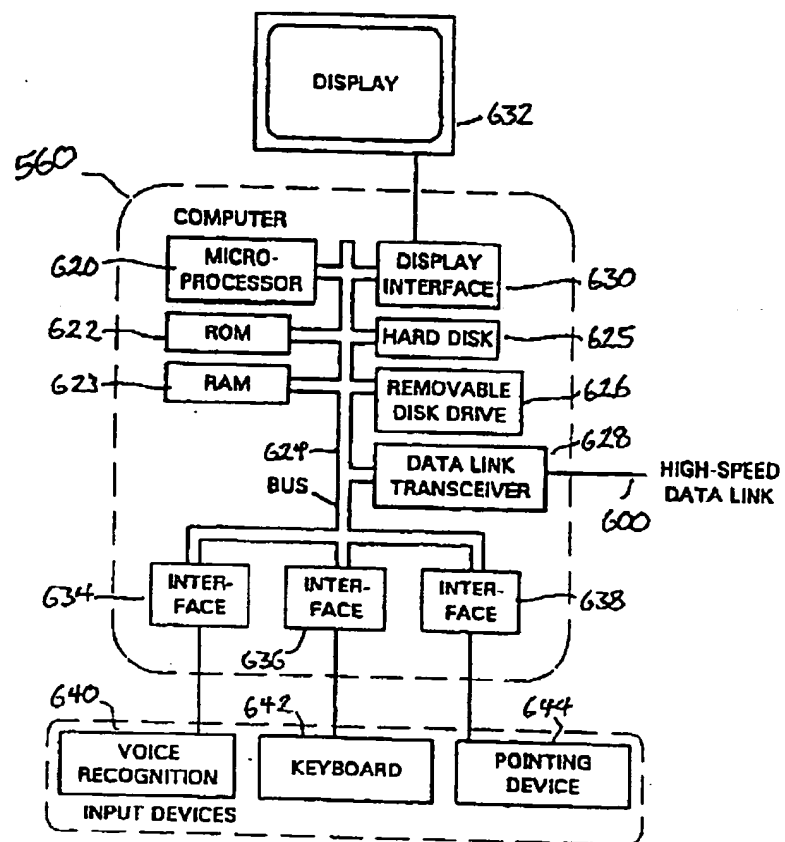 DISPLAY
632
560
COMPUTER
620
MICRO-
PROCESSOR
DISPLAY
INTERFACE
630
622
ROM
HARD DISK
625
623
RAM
REMOVABLE
DISK DRIVE
626
624
BUS
628
DATA LINK
TRANSCEIVER
HIGH-SPEED
DATA LINK
600
634
INTER-
FACE
INTER-
FACE
INTER-
FACE
638
636
640
642
644
VOICE
RECOGNITION
KEYBOARD
POINTING
DEVICE
INPUT DEVICES